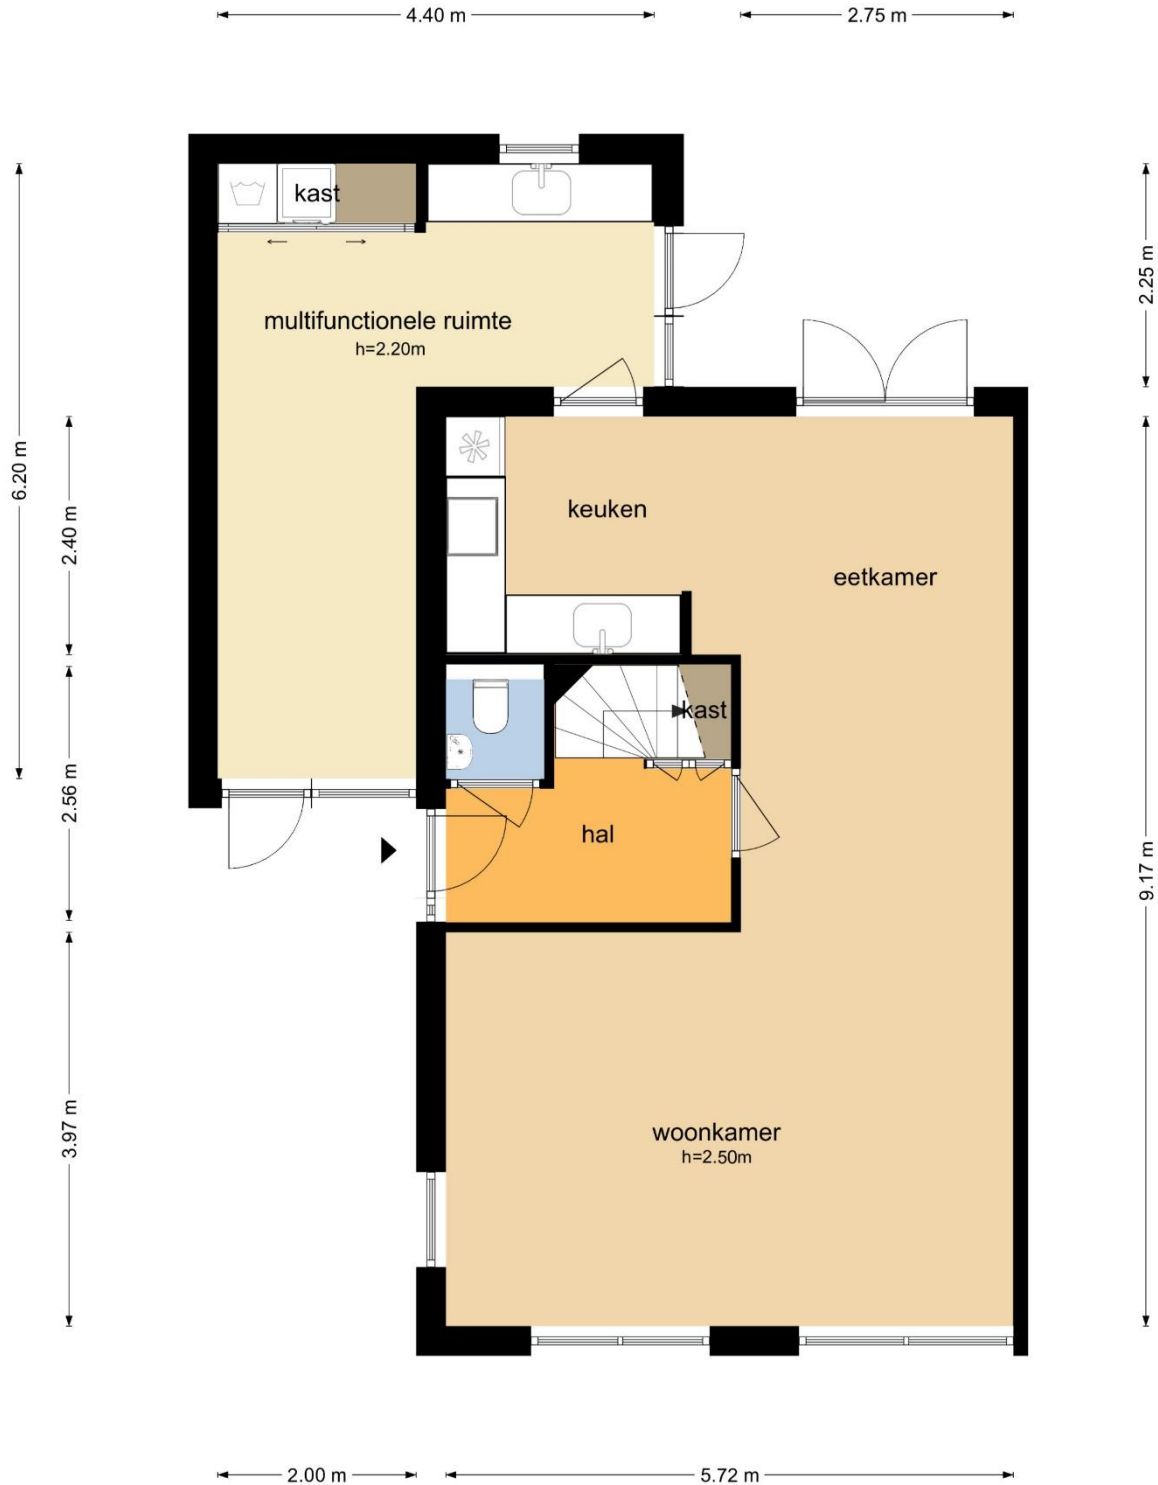 4.40 m
2.75 m
kast
multifunctionele ruimte
h=2.20m
2.25 m
6.20 m
2.40 m
keuken
eetkamer
kast
2.56 m
hal
9.17 m
3.97 m
woonkamer
h=2.50m
2.00 m
5.72 m